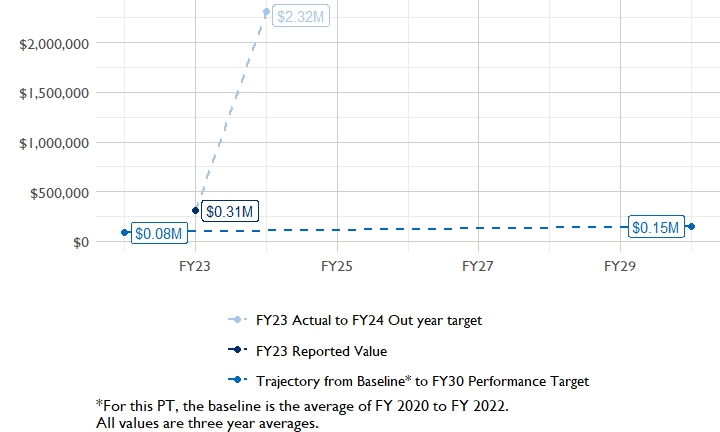 $2.32M
$2,000,000
$1,500,000
$1,000,000
$500,000
$0.31M
$0.08M
$0.15M
$0
FY23 FY25 FY27 FY29
FY23 Actual to FY24 Out year target
FY23 Reported Value
Trajectory from Baseline* to FY30 Performance Target
*For this PT, the baseline is the average of FY 2020 to FY 2022.
All values are three year averages.